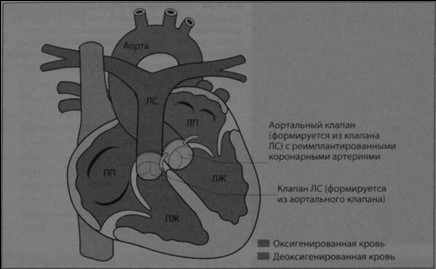 Аорта
ЛС
ЛП
Аортальный клапан
(формируется из клапана
ЛС) с реимплантированными
коронарными артериями
ПП
ЛЖ
Клапан ЛС (формируется
из аортального клапана)
ПЖ
Оксигенированная кровь
Деоксигенированная кровь